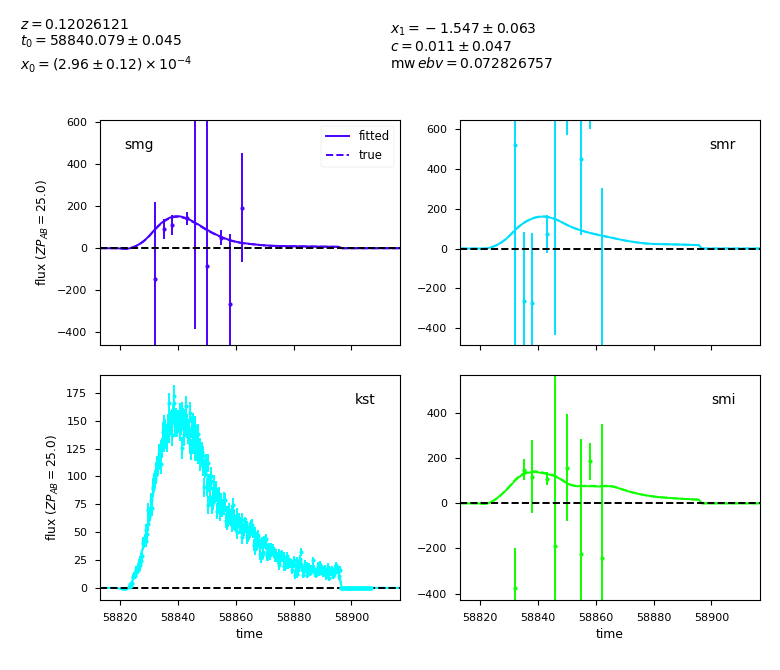 z = 0.12026121
t₀ = 58840.079 ± 0.045
x₀ = (2.96 ± 0.12) × 10⁻⁴
x₁ = −1.547 ± 0.063
c = 0.011 ± 0.047
mw ebv = 0.072826757
smg
fitted
true
600
400
200
0
−200
−400
flux (ZP_AB = 25.0)
smr
600
400
200
0
−200
−400
kst
175
150
125
100
75
50
25
0
flux (ZP_AB = 25.0)
58820 58840 58860 58880 58900
time
smi
400
200
0
−200
−400
58820 58840 58860 58880 58900
time